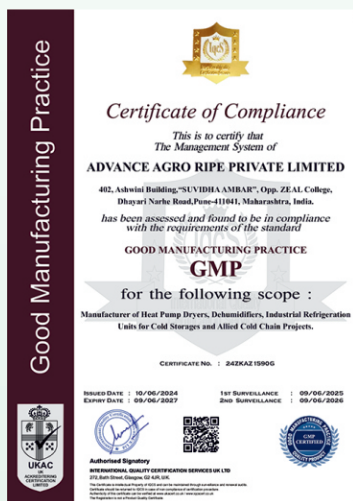 Good Manufacturing Practice
IQCS
Certificate of Compliance
This is to certify that
The Management System of
ADVANCE AGRO RIPE PRIVATE LIMITED
402, Ashwini Building,"SUVIDHA AMBAR", Opp. ZEAL College,
Dhayari Narhe Road,Pune-411041, Maharashtra, India.
has been assessed and found to be in compliance
with the requirements of the standard
GOOD MANUFACTURING PRACTICE
GMP
for the following scope :
Manufacturer of Heat Pump Dryers, Dehumidifiers, Industrial Refrigeration
Units for Cold Storages and Allied Cold Chain Projects.
CERTIFICATE NO. : 24ZKAZ1590G
ISSUED DATE : 10/06/2024
EXPIRY DATE : 09/06/2027
1ST SURVEILLANCE : 09/06/2025
2ND SURVEILLANCE : 09/06/2026
GMP
CERTIFIED
UKAC
UK
ACCREDITATION
CERTIFICATION
LIMITED
Authorised Signatory
INTERNATIONAL QUALITY CERTIFICATION SERVICES UK LTD
272, Bath Street, Glasgow, G2 4JR, U.K.